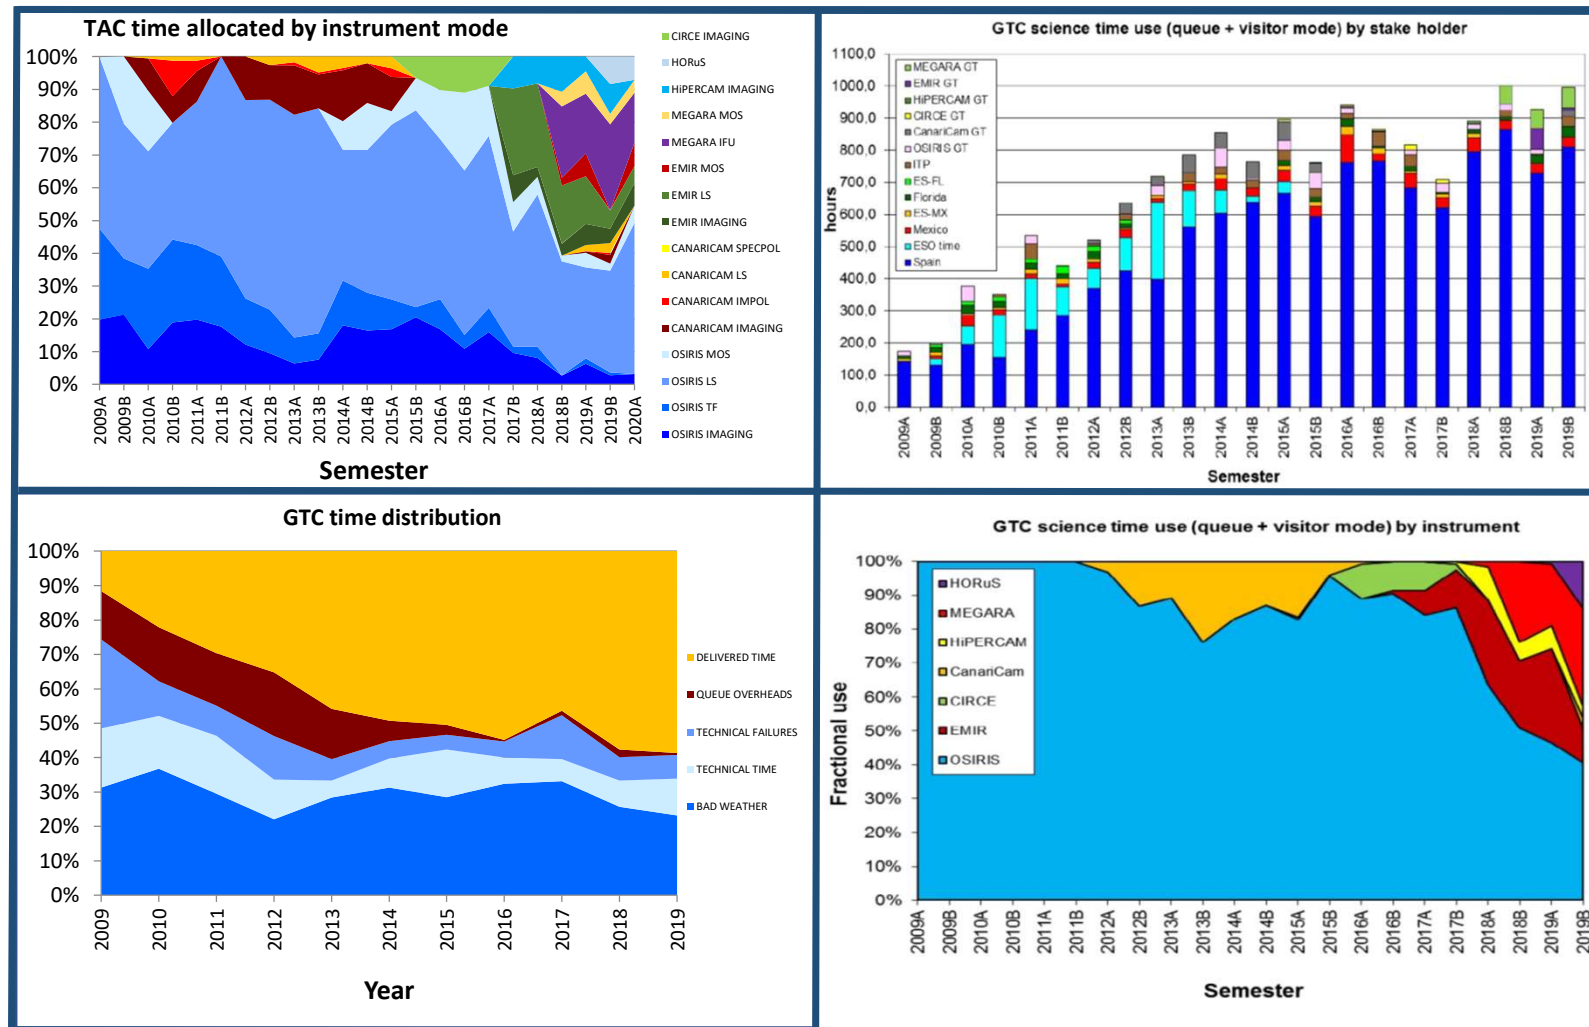 TAC time allocated by instrument mode
100%
90%
80%
70%
60%
50%
40%
30%
20%
10%
0%
2009A
2009B
2010A
2010B
2011A
2011B
2012A
2012B
2013A
2013B
2014A
2014B
2015A
2015B
2016A
2016B
2017A
2017B
2018A
2018B
2019A
2019B
2020A
Semester
CIRCE IMAGING
HORuS
HiPERCAM IMAGING
MEGARA MOS
MEGARA IFU
EMIR MOS
EMIR LS
EMIR IMAGING
CANARICAM SPECPOL
CANARICAM LS
CANARICAM IMPOL
CANARICAM IMAGING
OSIRIS MOS
OSIRIS LS
OSIRIS TF
OSIRIS IMAGING
GTC science time use (queue + visitor mode) by stake holder
hours
1100,0
1000,0
900,0
800,0
700,0
600,0
500,0
400,0
300,0
200,0
100,0
0,0
MEGARA GT
EMIR GT
HiPERCAM GT
CIRCE GT
CanariCam GT
OSIRIS GT
ITP
ES-FL
Florida
ES-MX
Mexico
ESO time
Spain
2009A
2009B
2010A
2010B
2011A
2011B
2012A
2012B
2013A
2013B
2014A
2014B
2015A
2015B
2016A
2016B
2017A
2017B
2018A
2018B
2019A
2019B
Semester
GTC time distribution
100%
90%
80%
70%
60%
50%
40%
30%
20%
10%
0%
2009
2010
2011
2012
2013
2014
2015
2016
2017
2018
2019
Year
DELIVERED TIME
QUEUE OVERHEADS
TECHNICAL FAILURES
TECHNICAL TIME
BAD WEATHER
GTC science time use (queue + visitor mode) by instrument
Fractional use
100%
90%
80%
70%
60%
50%
40%
30%
20%
10%
0%
HORuS
MEGARA
HiPERCAM
CanariCam
CIRCE
EMIR
OSIRIS
2009A
2009B
2010A
2010B
2011A
2011B
2012A
2012B
2013A
2013B
2014A
2014B
2015A
2015B
2016A
2016B
2017A
2017B
2018A
2018B
2019A
2019B
Semester